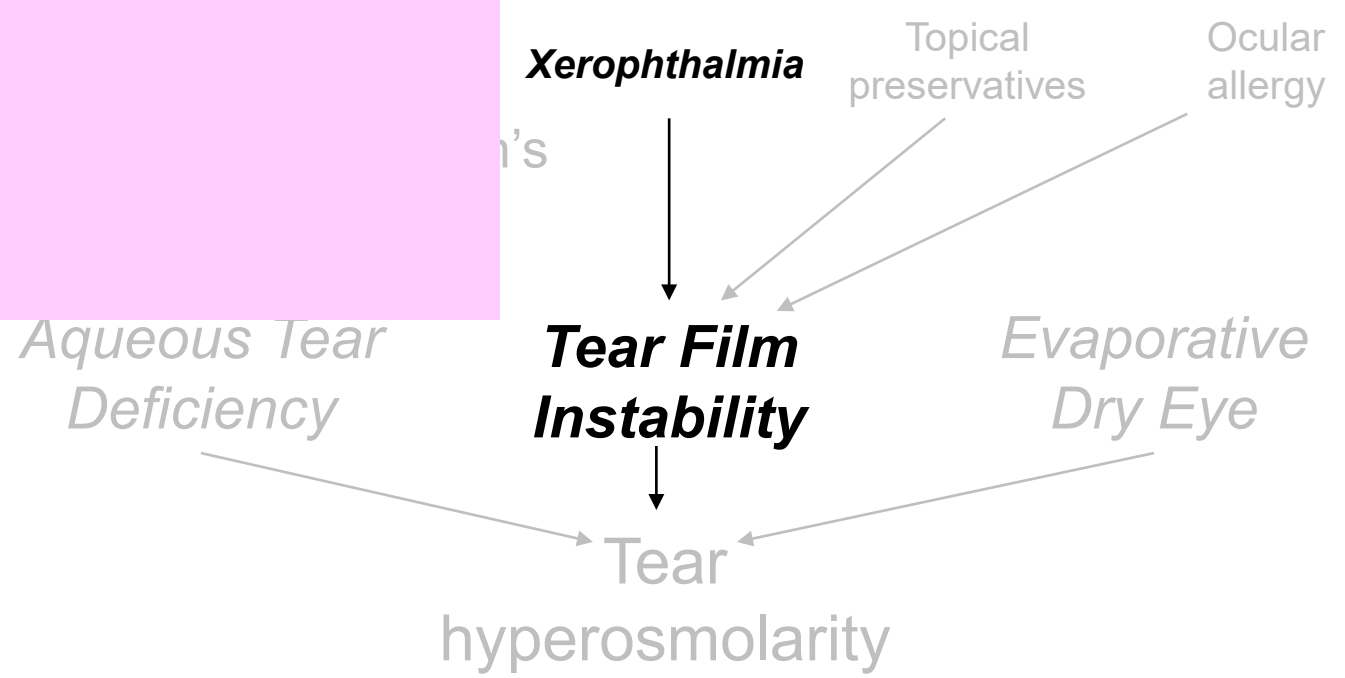 Xerophthalmia
Topical
preservatives
Ocular
allergy
’s
Aqueous Tear
Deficiency
Tear Film
Instability
Evaporative
Dry Eye
Tear
hyperosmolarity